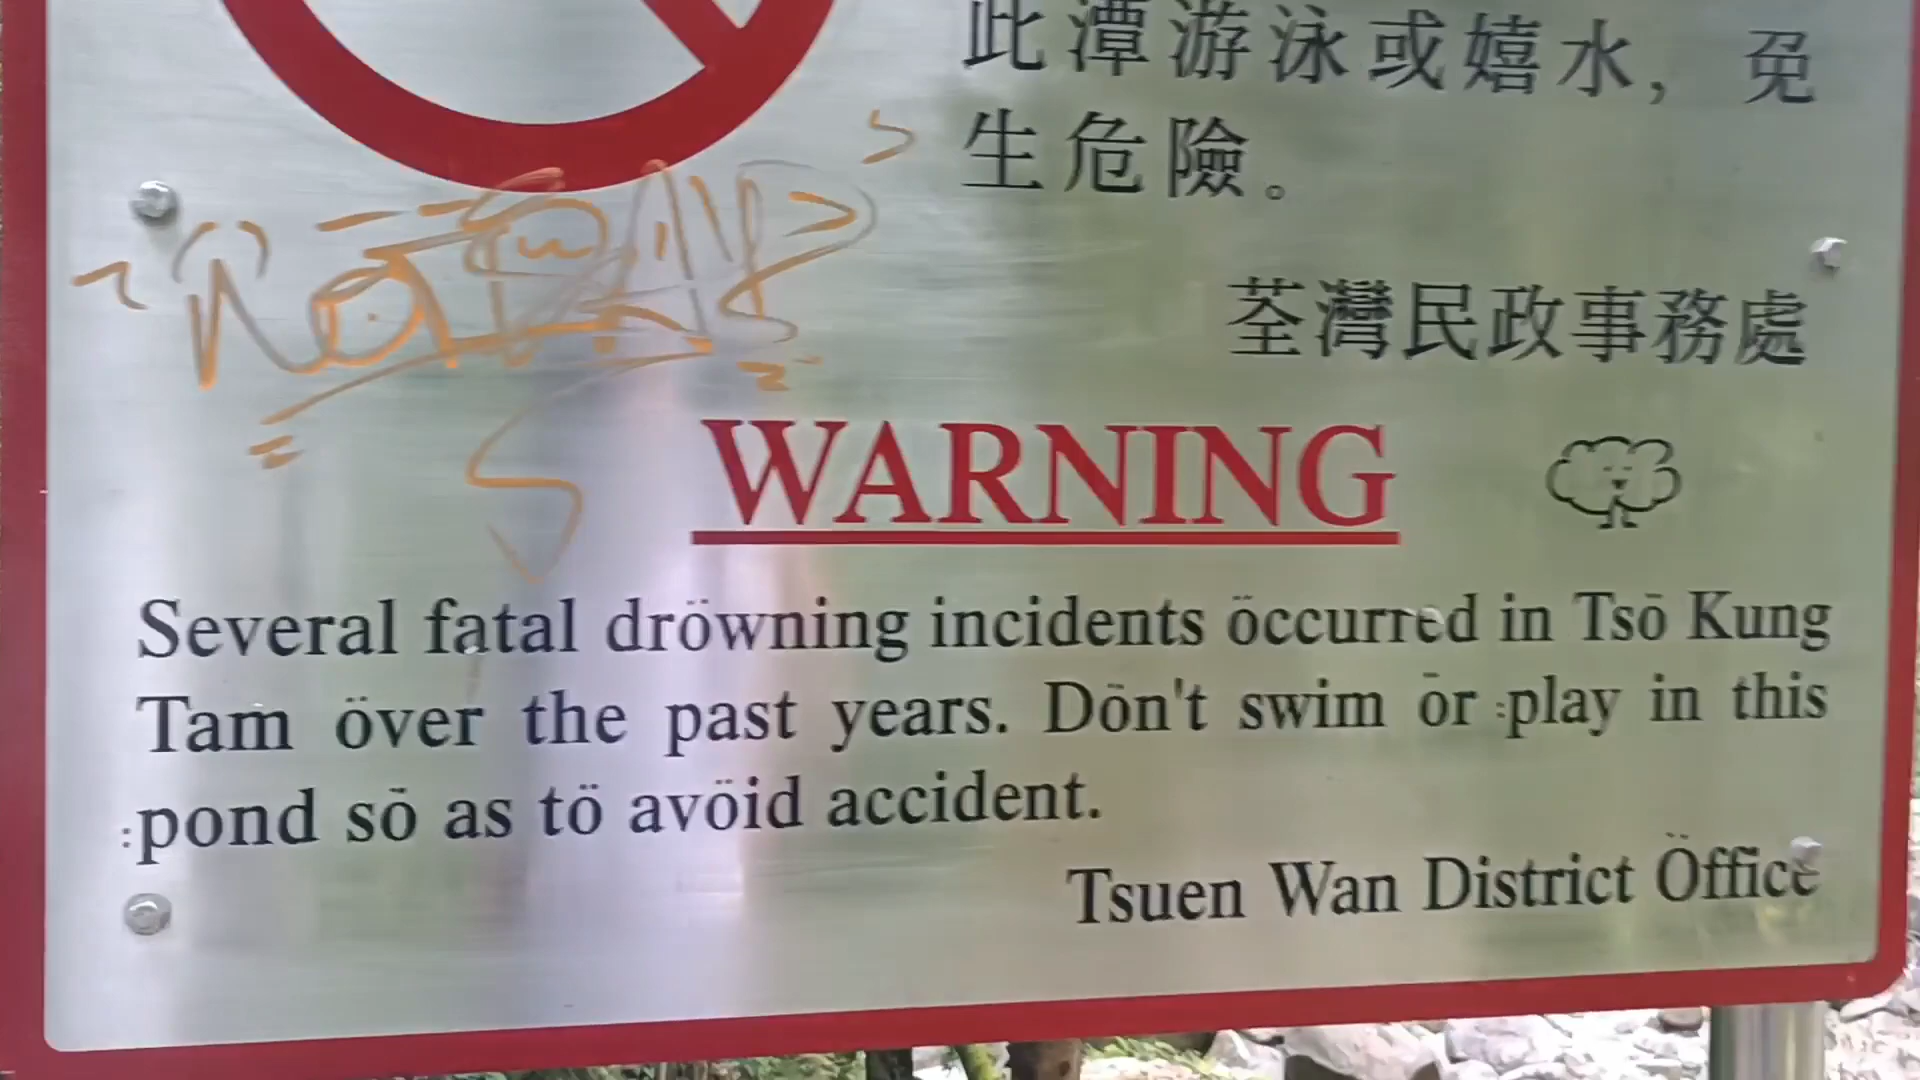 此潭游泳或嬉水，免
生危險。
荃灣民政事務處
WARNING
Several fatal drowning incidents occurred in Tso Kung
Tam over the past years. Don't swim or play in this
pond so as to avoid accident.
Tsuen Wan District Office